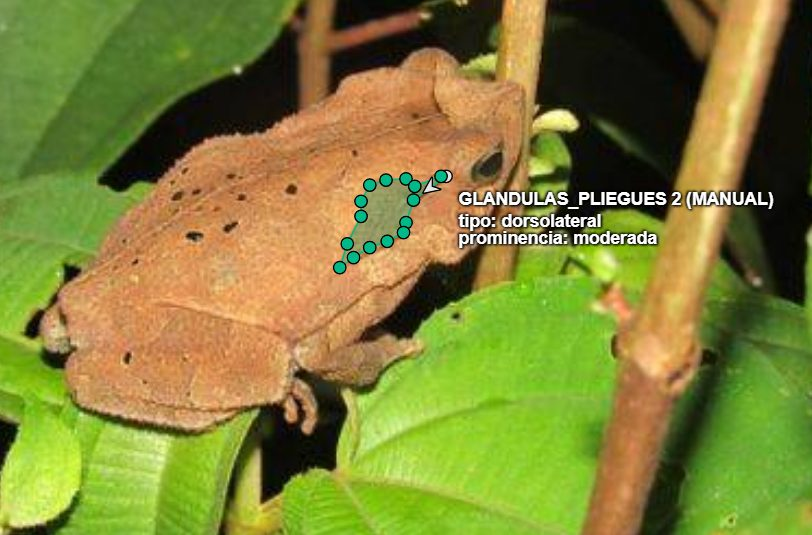 GLANDULAS_PLIEGUES 2 (MANUAL)
tipo: dorsolateral
prominencia: moderada